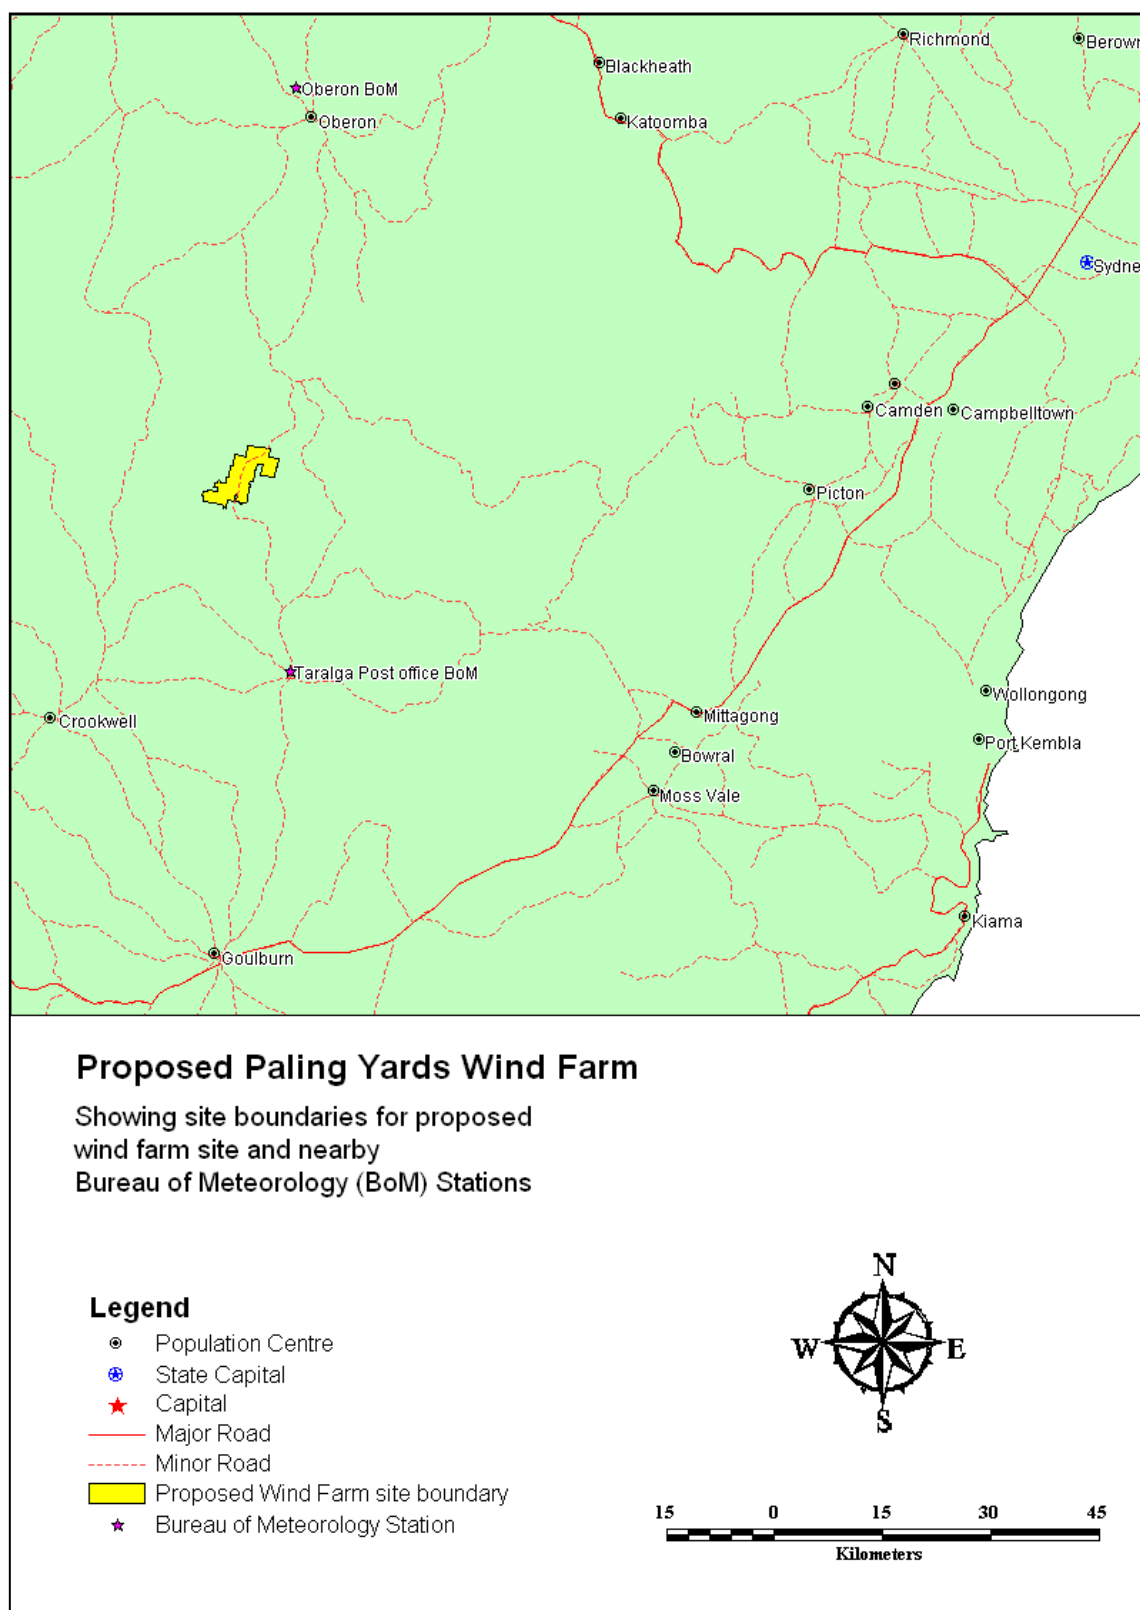 Richmond
Berown
Blackheath
Oberon BoM
Oberon
Katoomba
Sydne
Camden
Campbelltown
Picton
Taralga Post office BoM
Wollongong
Crookwell
Mittagong
Port Kembla
Bowral
Moss Vale
Kiama
Goulburn
Proposed Paling Yards Wind Farm
Showing site boundaries for proposed
wind farm site and nearby
Bureau of Meteorology (BoM) Stations
N
W
E
S
Legend
Population Centre
State Capital
Capital
Major Road
Minor Road
Proposed Wind Farm site boundary
Bureau of Meteorology Station
15 0 15 30 45
Kilometers